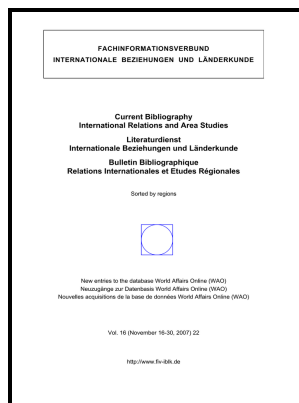 FACHINFORMATIONSVERBUND
INTERNATIONALE BEZIEHUNGEN UND LÄNDERKUNDE
Current Bibliography
International Relations and Area Studies
Literaturdienst
Internationale Beziehungen und Länderkunde
Bulletin Bibliographique
Relations Internationales et Etudes Régionales
Sorted by regions
New entries to the database World Affairs Online (WAO)
Neuzugänge zur Datenbasis World Affairs Online (WAO)
Nouvelles acquisitions de la base de données World Affairs Online (WAO)
Vol. 16 (November 16-30, 2007) 22
http://www.fiv-iblk.de